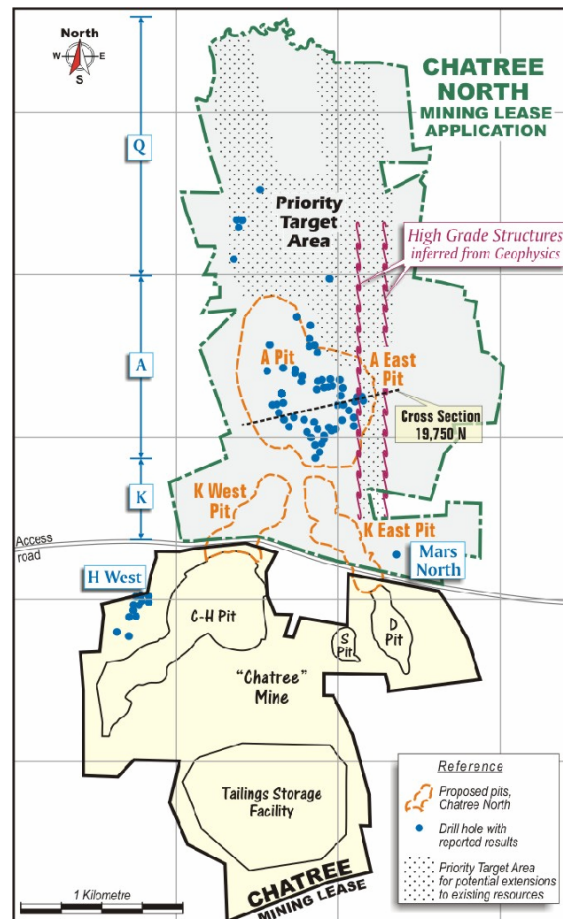 North
W
E
S
CHATREE
NORTH
MINING LEASE
APPLICATION
Q
Priority
Target
Area
High Grade Structures
inferred from Geophysics
A
A Pit
A East
Pit
Cross Section
19,750 N
K
K West
Pit
K East Pit
Access
road
Mars
North
H West
C-H Pit
S
Pit
D
Pit
"Chatree"
Mine
Tailings Storage
Facility
CHATREE
MINING LEASE
1 Kilometre
Reference
Proposed pits,
Chatree North
Drill hole with
reported results
Priority Target Area
for potential extensions
to existing resources